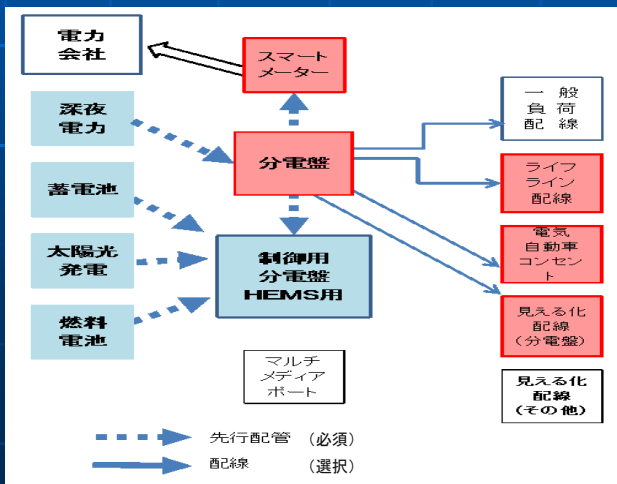 電力
会社
スマート
メーター
深夜
電力
分電盤
一般
負荷
配線
蓄電池
ライフ
ライン
配線
太陽光
発電
制御用
分電盤
HEMS用
電気
自動車
コンセン
ト
燃料
電池
見える化
配線
(分電盤)
マルチ
メディア
ポート
見える化
配線
(その他)
先行配管 (必須)
配線 (選択)